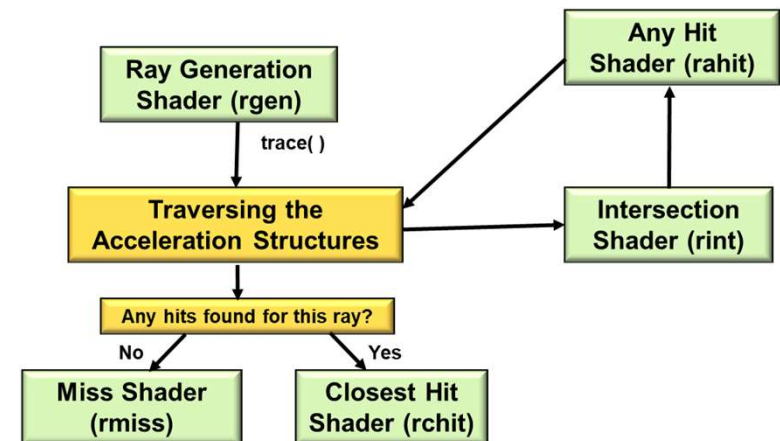 Ray Generation
Shader (rgen)
Any Hit
Shader (rahit)
trace( )
Traversing the
Acceleration Structures
Intersection
Shader (rint)
Any hits found for this ray?
No
Yes
Miss Shader
(rmiss)
Closest Hit
Shader (rchit)